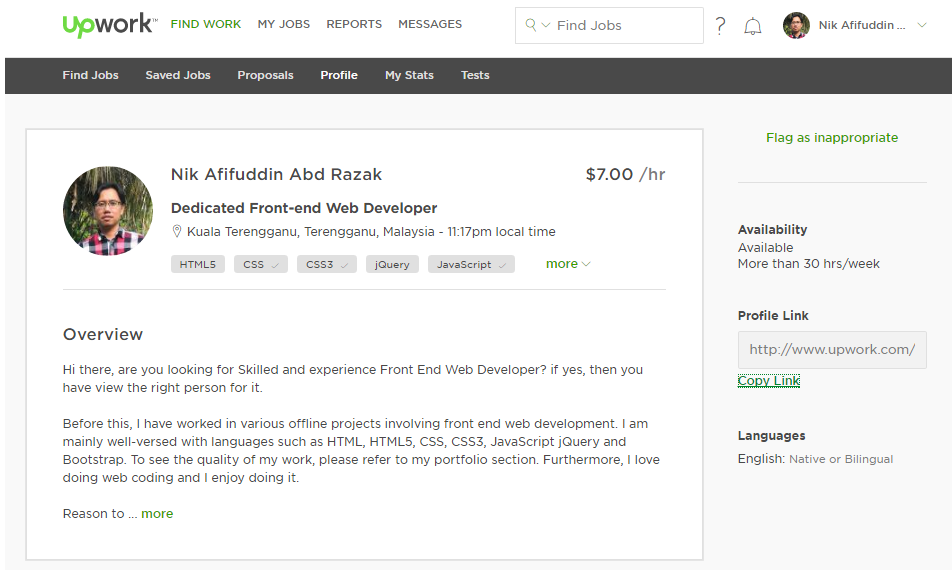 upwork™ FIND WORK MY JOBS REPORTS MESSAGES Find Jobs ? Nik Afifuddin ...
Find Jobs Saved Jobs Proposals Profile My Stats Tests
Flag as inappropriate
Nik Afifuddin Abd Razak $7.00 /hr
Dedicated Front-end Web Developer
Kuala Terengganu, Terengganu, Malaysia - 11:17pm local time
HTML5 CSS CSS3 jQuery JavaScript more
Overview
Hi there, are you looking for Skilled and experience Front End Web Developer? if yes, then you
have view the right person for it.
Before this, I have worked in various offline projects involving front end web development. I am
mainly well-versed with languages such as HTML, HTML5, CSS, CSS3, JavaScript jQuery and
Bootstrap. To see the quality of my work, please refer to my portfolio section. Furthermore, I love
doing web coding and I enjoy doing it.
Reason to ... more
Availability
Available
More than 30 hrs/week
Profile Link
http://www.upwork.com/
Copy Link
Languages
English: Native or Bilingual